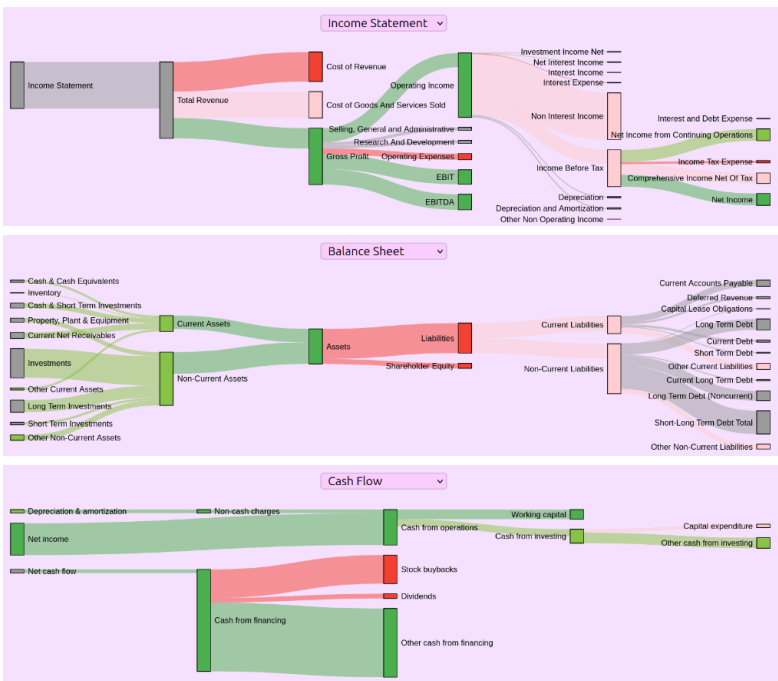 Income Statement
Investment Income Net
Net Interest Income
Interest Income
Interest Expense
Cost of Revenue
Operating Income
Income Statement
Total Revenue
Cost of Goods And Services Sold
Non Interest Income
Interest and Debt Expense
Selling, General and Administrative
Net Income from Continuing Operations
Research And Development
Gross Profit
Operating Expenses
Income Tax Expense
Income Before Tax
EBIT
Comprehensive Income Net Of Tax
Depreciation
Net Income
EBITDA
Depreciation and Amortization
Other Non Operating Income
Balance Sheet
Cash & Cash Equivalents
Current Accounts Payable
Inventory
Deferred Revenue
Cash & Short Term Investments
Capital Lease Obligations
Property, Plant & Equipment
Current Assets
Current Liabilities
Long Term Debt
Current Net Receivables
Liabilities
Current Debt
Assets
Short Term Debt
Investments
Shareholder Equity
Other Current Liabilities
Non-Current Assets
Non-Current Liabilities
Current Long Term Debt
Other Current Assets
Long Term Debt (Noncurrent)
Long Term Investments
Short Term Investments
Short-Long Term Debt Total
Other Non-Current Assets
Other Non-Current Liabilities
Cash Flow
Depreciation & amortization
Non-cash charges
Working capital
Cash from operations
Capital expenditure
Net income
Cash from investing
Other cash from investing
Net cash flow
Stock buybacks
Dividends
Cash from financing
Other cash from financing